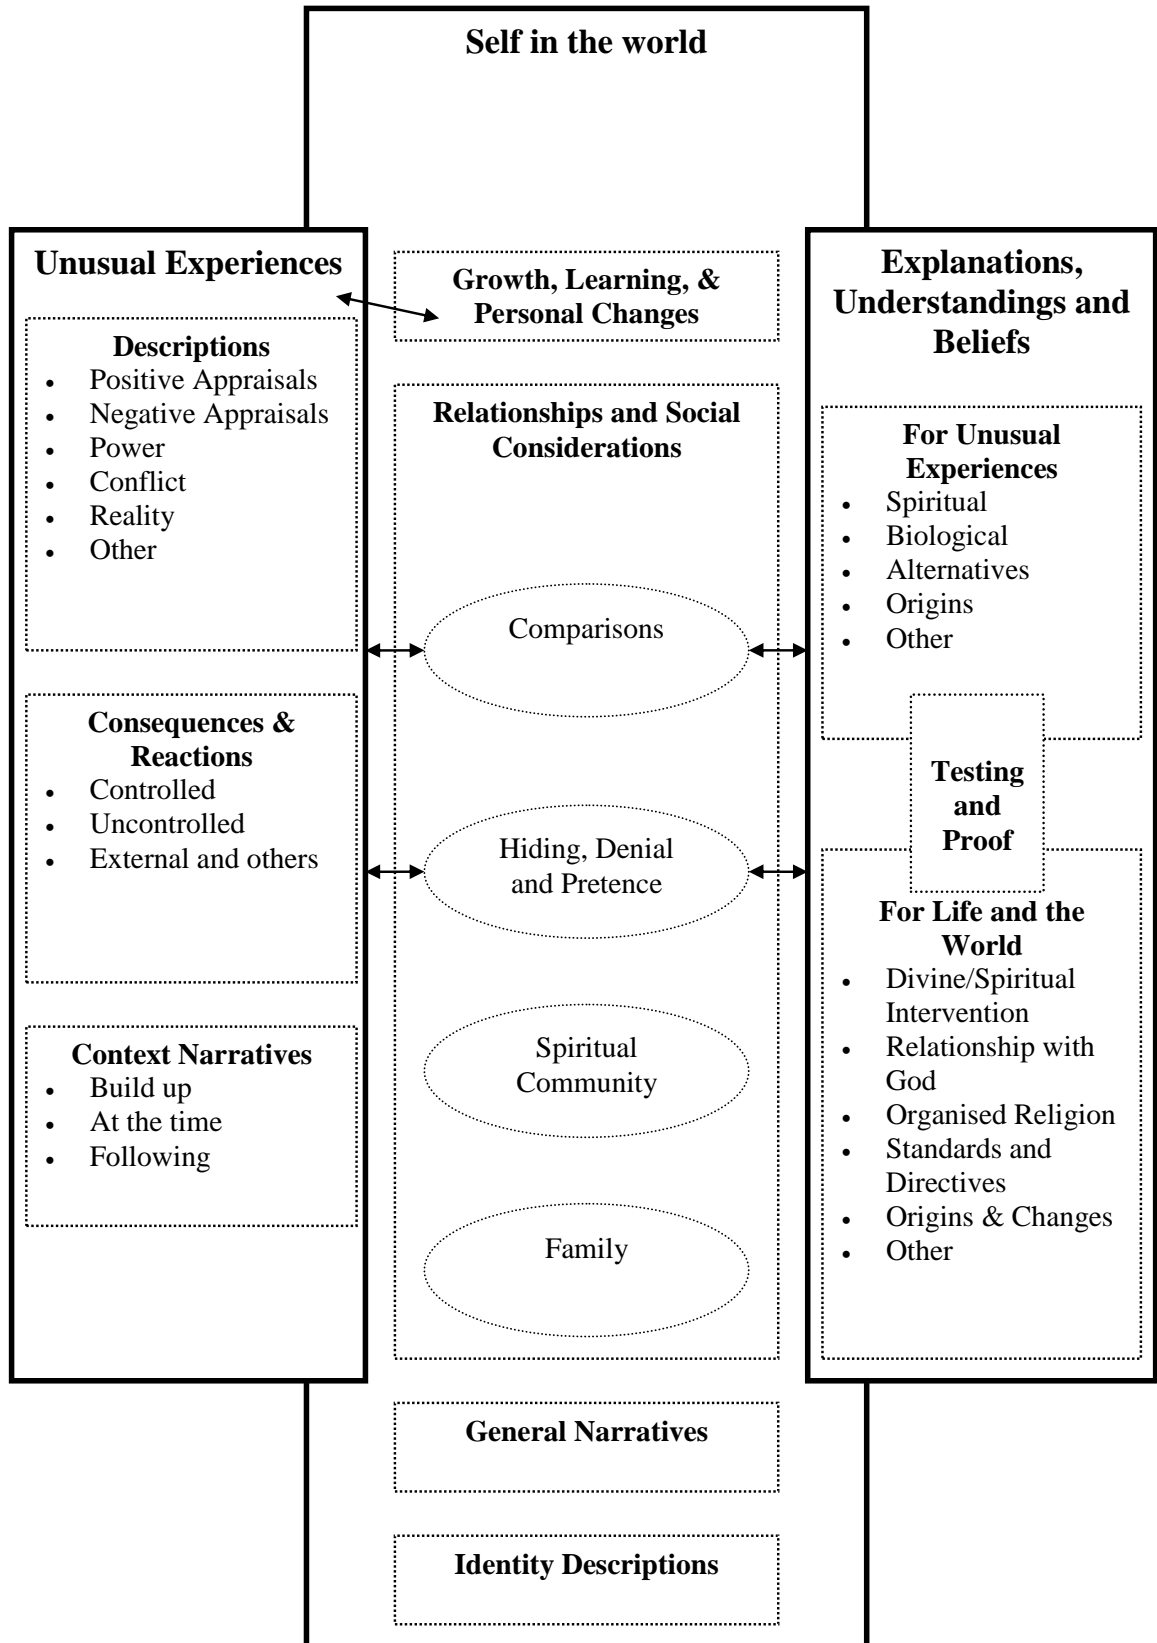 Self in the world
Unusual Experiences
Descriptions
• Positive Appraisals
• Negative Appraisals
• Power
• Conflict
• Reality
• Other
Consequences &
Reactions
• Controlled
• Uncontrolled
• External and others
Context Narratives
• Build up
• At the time
• Following
Growth, Learning, &
Personal Changes
Relationships and Social
Considerations
Comparisons
Hiding, Denial
and Pretence
Spiritual
Community
Family
General Narratives
Identity Descriptions
Explanations,
Understandings and
Beliefs
For Unusual
Experiences
• Spiritual
• Biological
• Alternatives
• Origins
• Other
Testing
and
Proof
For Life and the
World
• Divine/Spiritual
Intervention
• Relationship with
God
• Organised Religion
• Standards and
Directives
• Origins & Changes
• Other